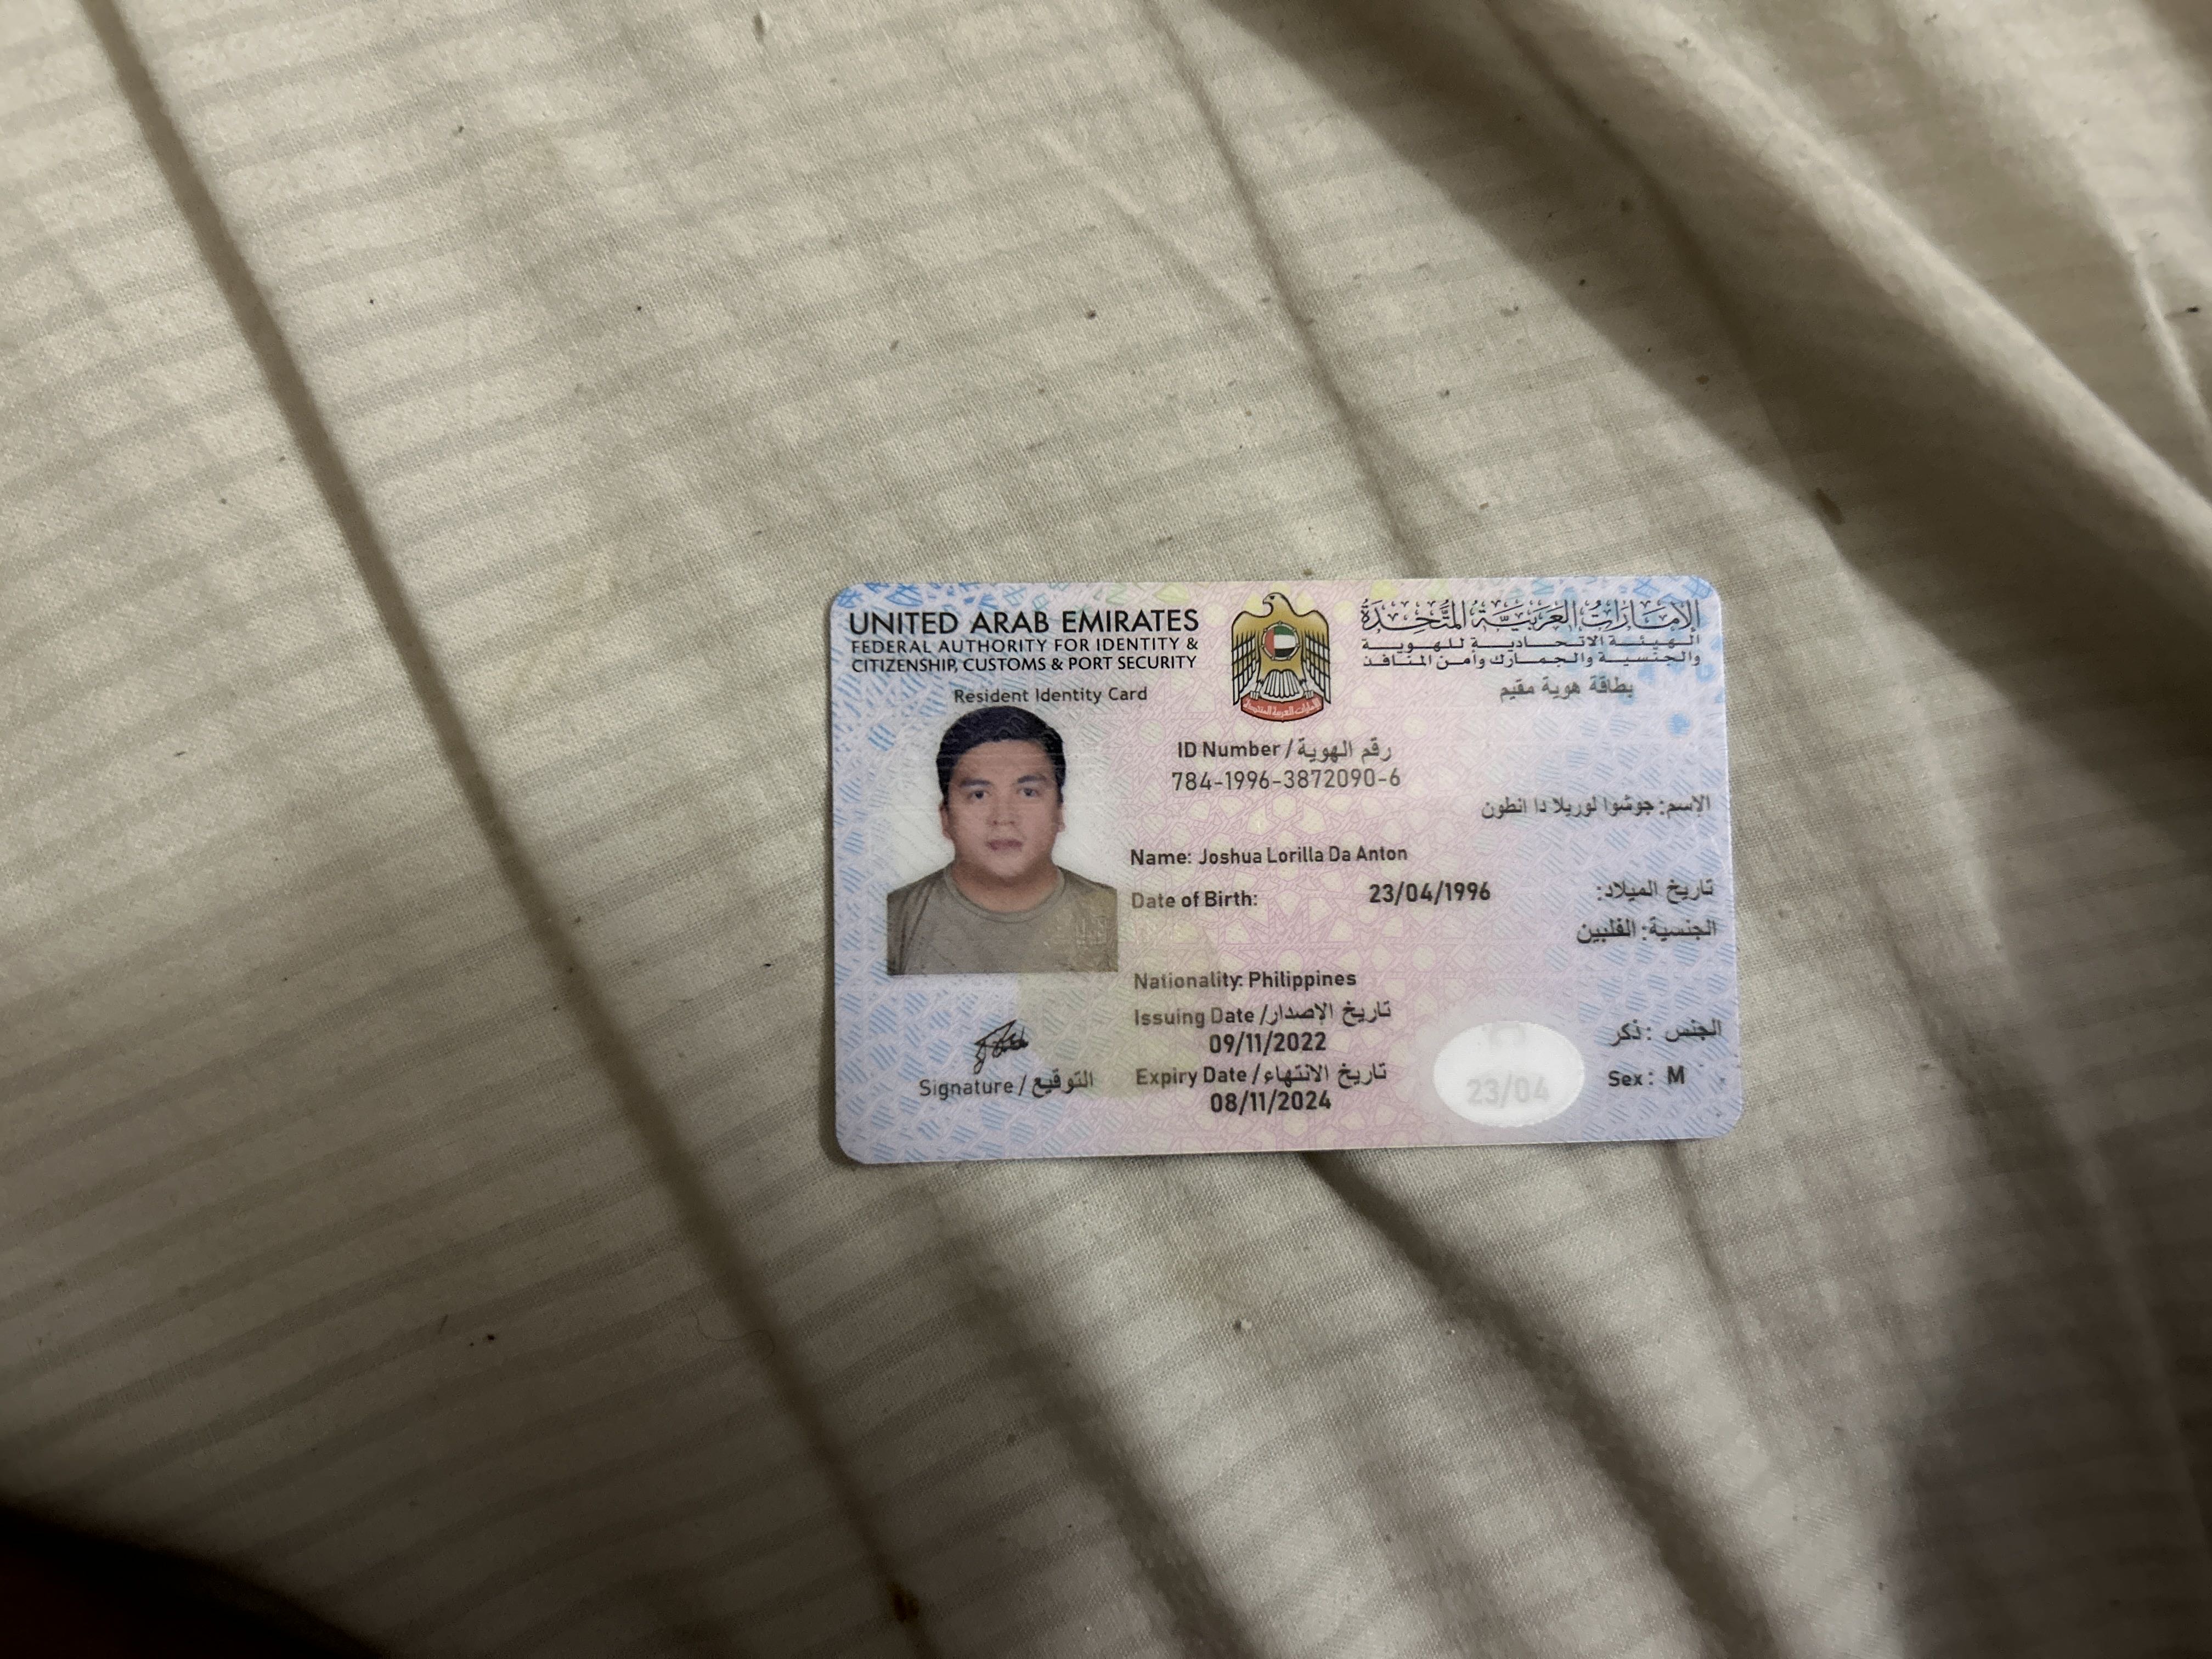 UNITED ARAB EMIRATES
FEDERAL AUTHORITY FOR IDENTITY &
CITIZENSHIP, CUSTOMS & PORT SECURITY
الإمارات العربية المتحدة
الهيئة الاتحادية للهوية
والجنسية والجمارك وأمن المنافذ
Resident Identity Card
بطاقة هوية مقيم
ID Number / رقم الهوية
784-1996-3872090-6
الإسم: جوشوا لوريلا دا انطون
Name: Joshua Lorilla Da Anton
Date of Birth: 23/04/1996 تاريخ الميلاد:
الجنسية: الفلبين
Nationality: Philippines
Issuing Date / تاريخ الإصدار
09/11/2022
Expiry Date / تاريخ الانتهاء
08/11/2024
الجنس : ذكر
Sex : M
23/04
Signature / التوقيع